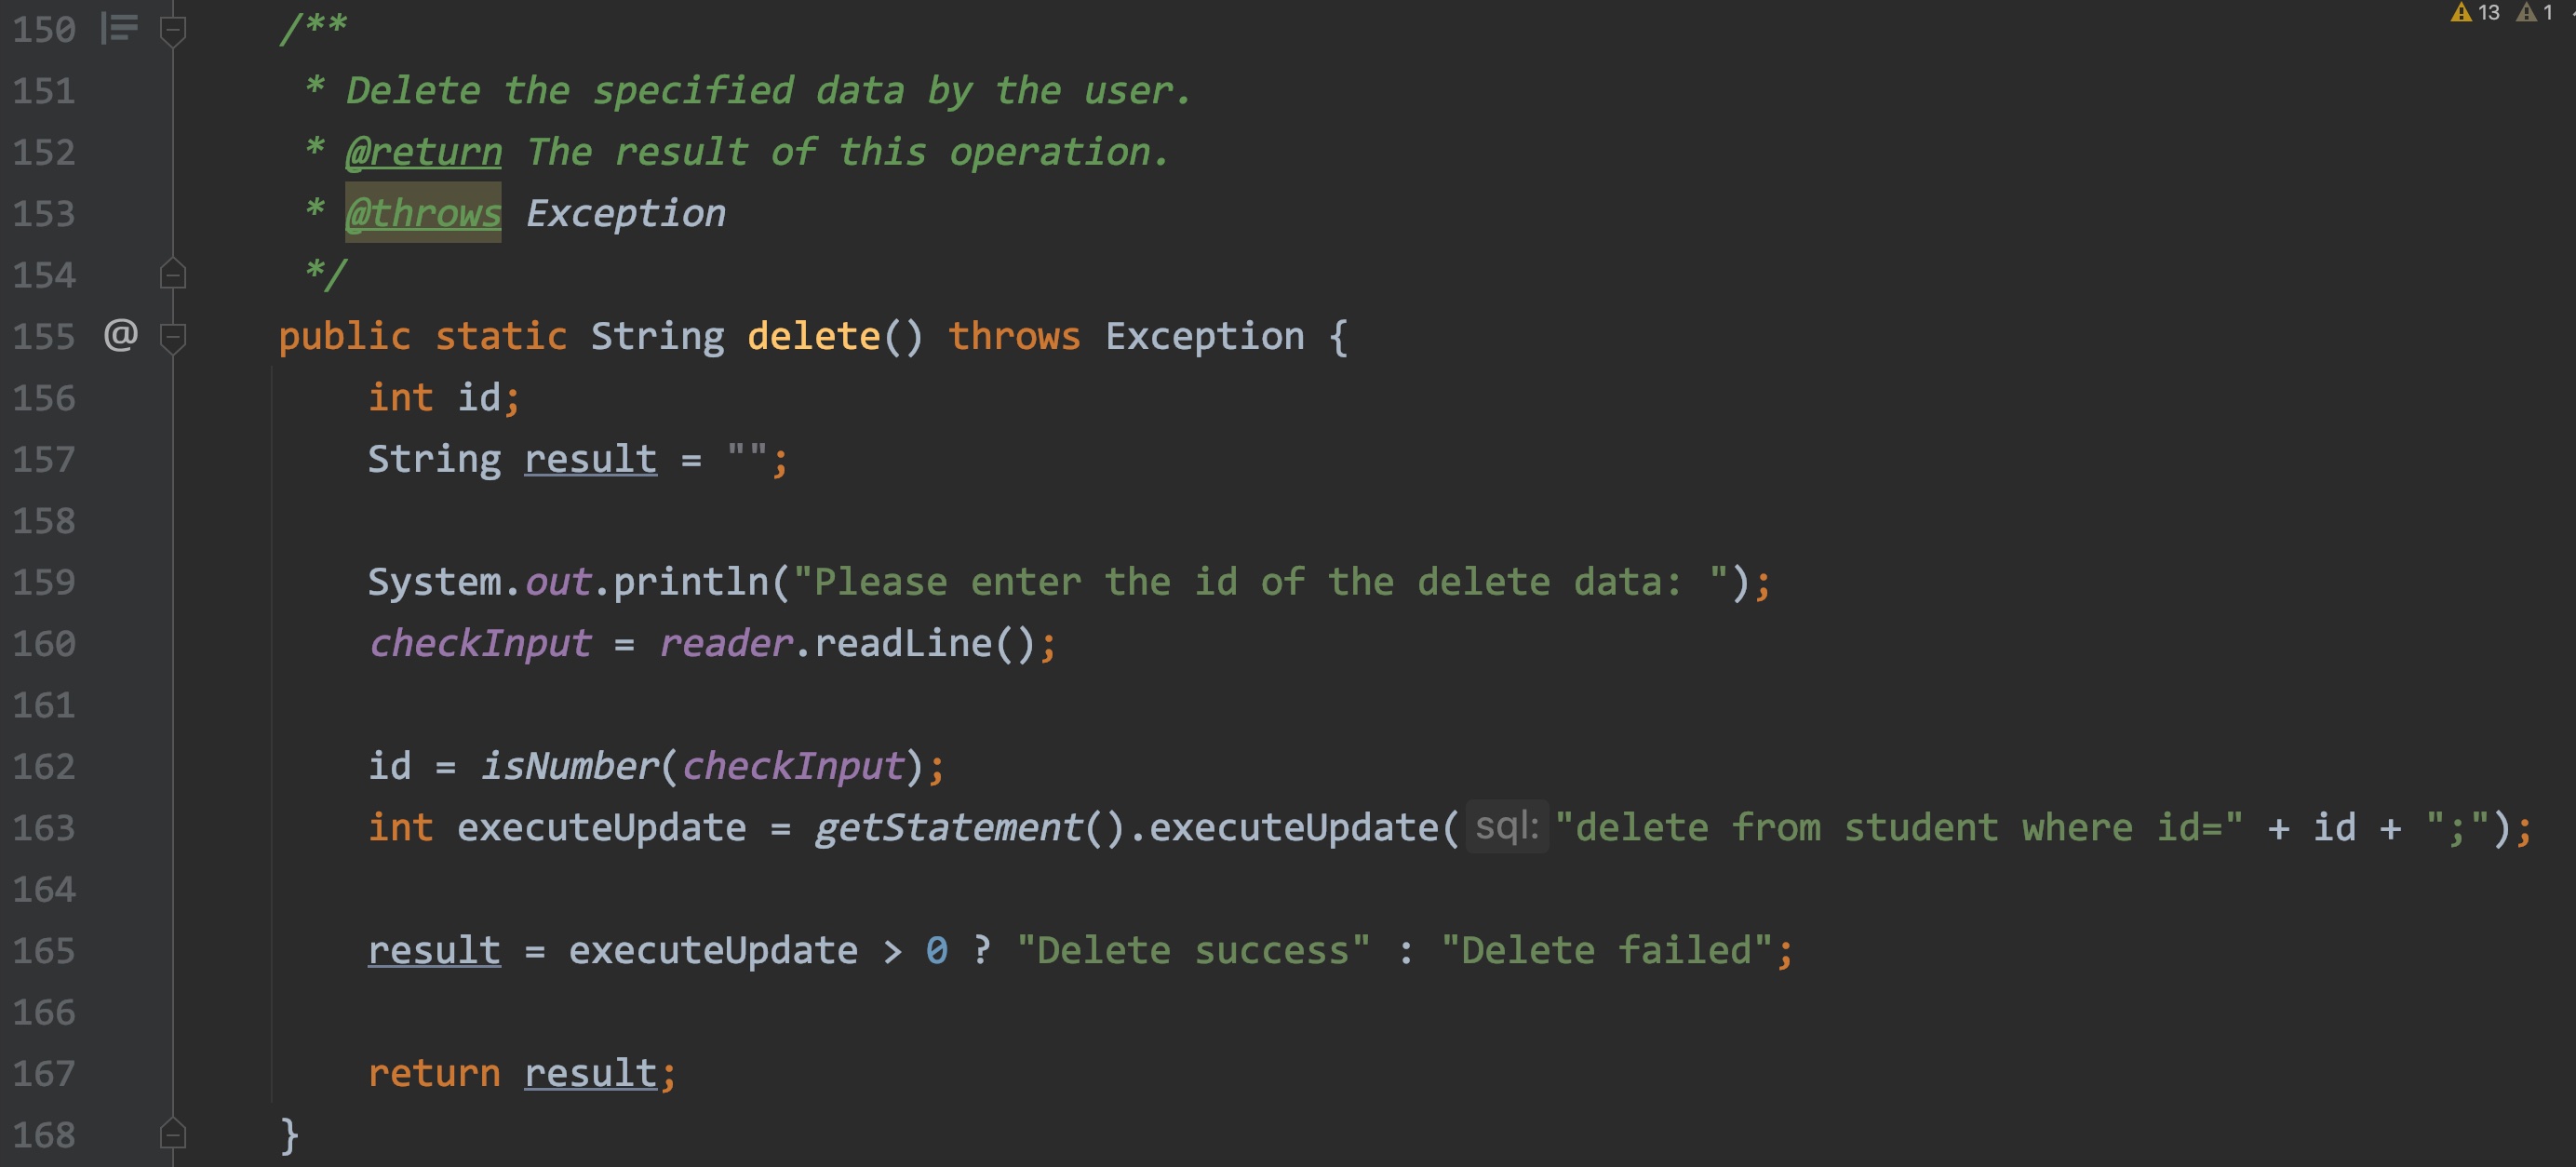 13 1
150 /**
151 * Delete the specified data by the user.
152 * @return The result of this operation.
153 * @throws Exception
154 */
155 @ public static String delete() throws Exception {
156 int id;
157 String result = "";
158
159 System.out.println("Please enter the id of the delete data: ");
160 checkInput = reader.readLine();
161
162 id = isNumber(checkInput);
163 int executeUpdate = getStatement().executeUpdate( sql: "delete from student where id=" + id + ";");
164
165 result = executeUpdate > 0 ? "Delete success" : "Delete failed";
166
167 return result;
168 }